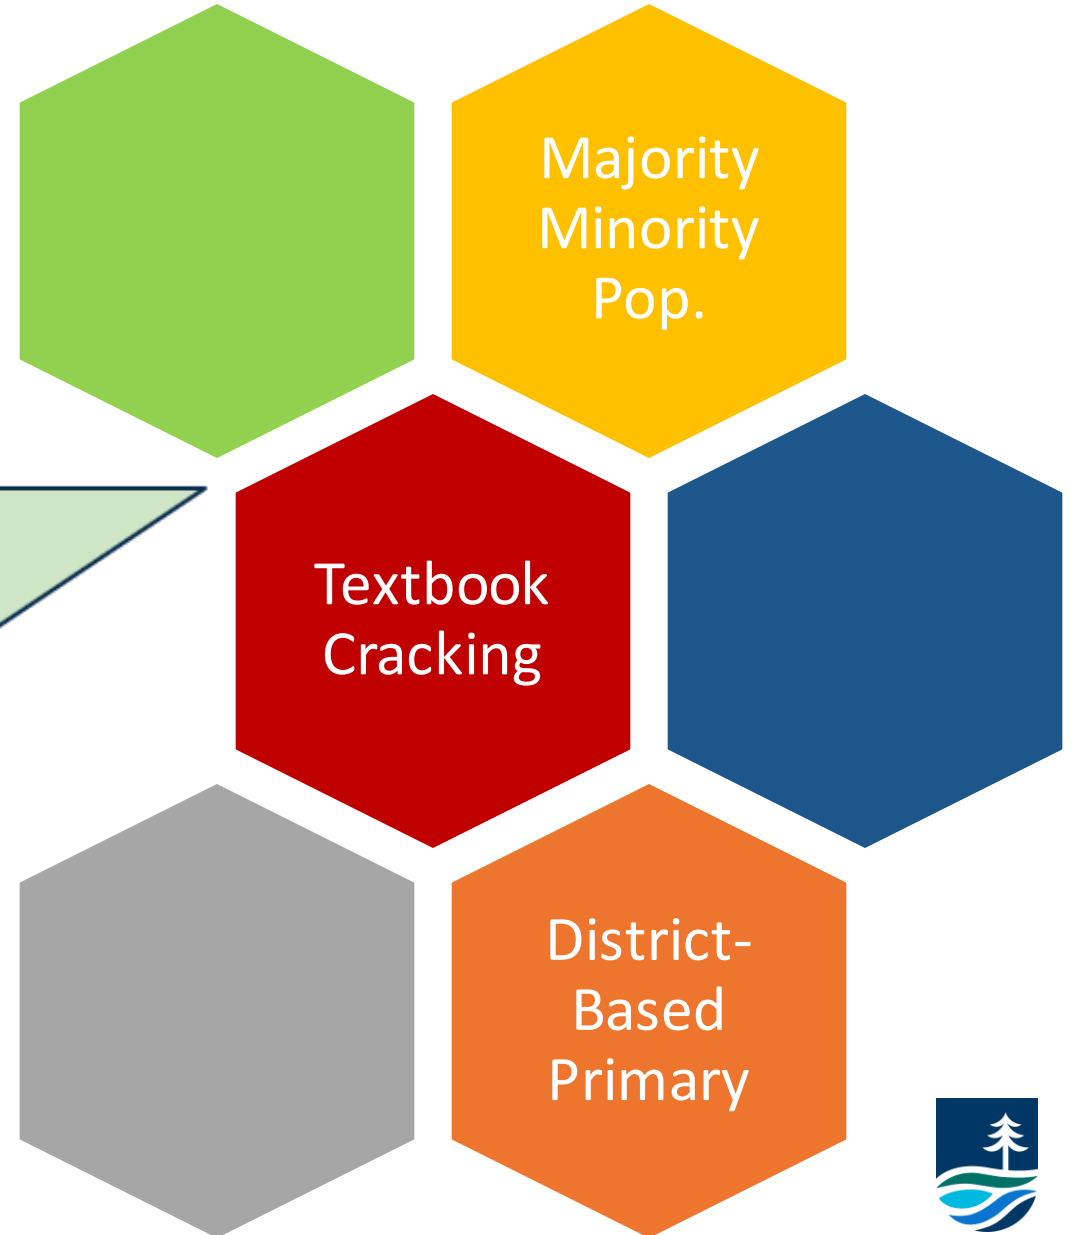 Majority
Minority
Pop.
Textbook
Cracking
District-
Based
Primary